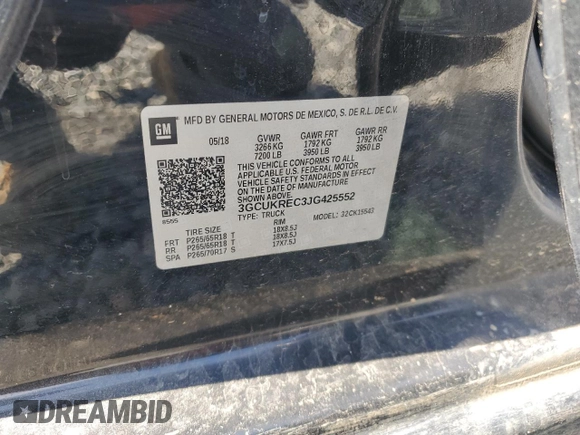 GM
MFD BY GENERAL MOTORS DE MEXICO, S. DE R.L. DE C.V.
05/18 GVWR GAWR FRT GAWR RR
3266 KG 1792 KG 1792 KG
7200 LB 3950 LB 3950 LB
THIS VEHICLE CONFORMS TO ALL
APPLICABLE U.S. FEDERAL MOTOR
VEHICLE SAFETY STANDARDS IN EFFECT ON
THE DATE OF MANUFACTURE
SHOWN ABOVE.
3GCUKREC3JG425552
TYPE: TRUCK MODEL:
TIRE SIZE RIM
FRT P265/65R18 T 18X8.5J
RR P265/65R18 T 18X8.5J
SPA P265/70R17 S 17X7.5J
DREAMBID